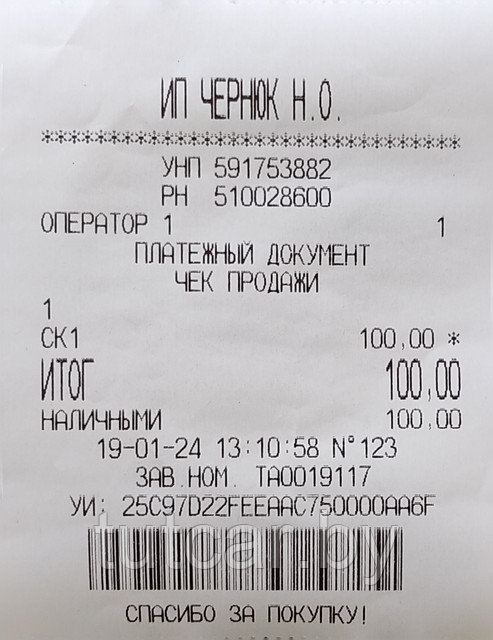 ИП ЧЕРНЮК Н.О.
***********************************
УНП 591753882
РН 510028600
ОПЕРАТОР 1 1
ПЛАТЕЖНЫЙ ДОКУМЕНТ
ЧЕК ПРОДАЖИ
1
СК1 100,00 *
ИТОГ 100,00
НАЛИЧНЫМИ 100,00
19-01-24 13:10:58 N°123
ЗАВ.НОМ. ТА0019117
УИ: 25C97D22FEEAAC750000AA6F
tutcan.by
СПАСИБО ЗА ПОКУПКУ!